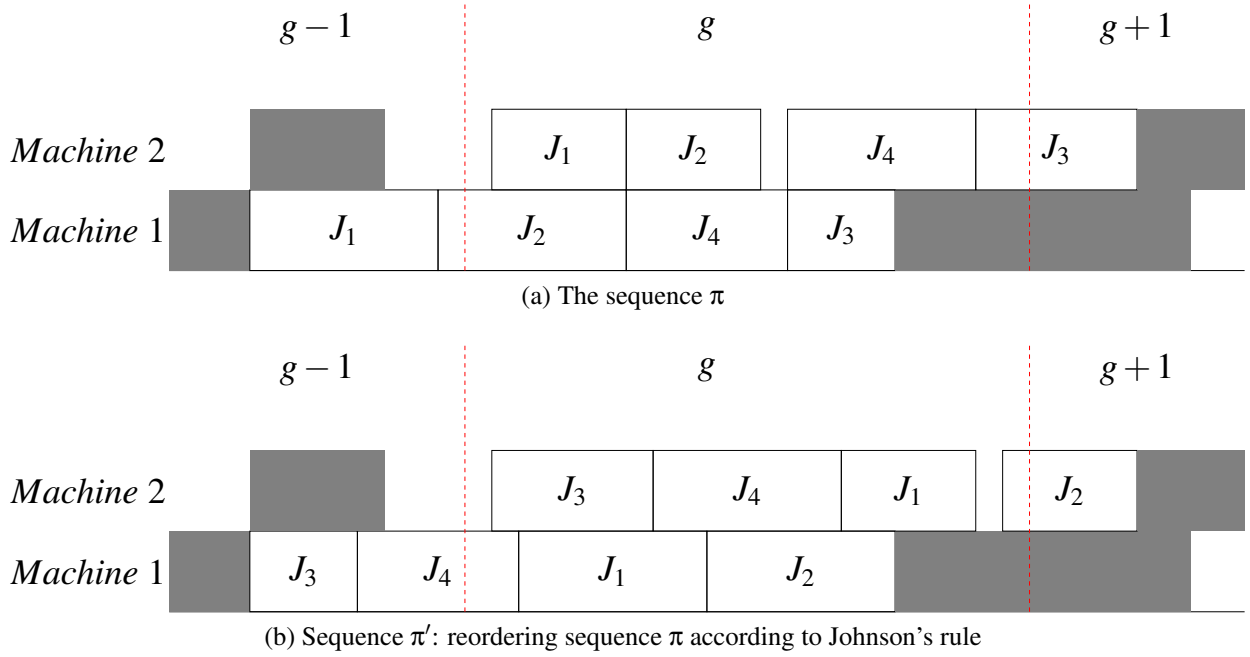 g − 1 g g + 1
Machine 2 J₁ J₂ J₄ J₃
Machine 1 J₁ J₂ J₄ J₃
(a) The sequence π
g − 1 g g + 1
Machine 2 J₃ J₄ J₁ J₂
Machine 1 J₃ J₄ J₁ J₂
(b) Sequence π′: reordering sequence π according to Johnson's rule